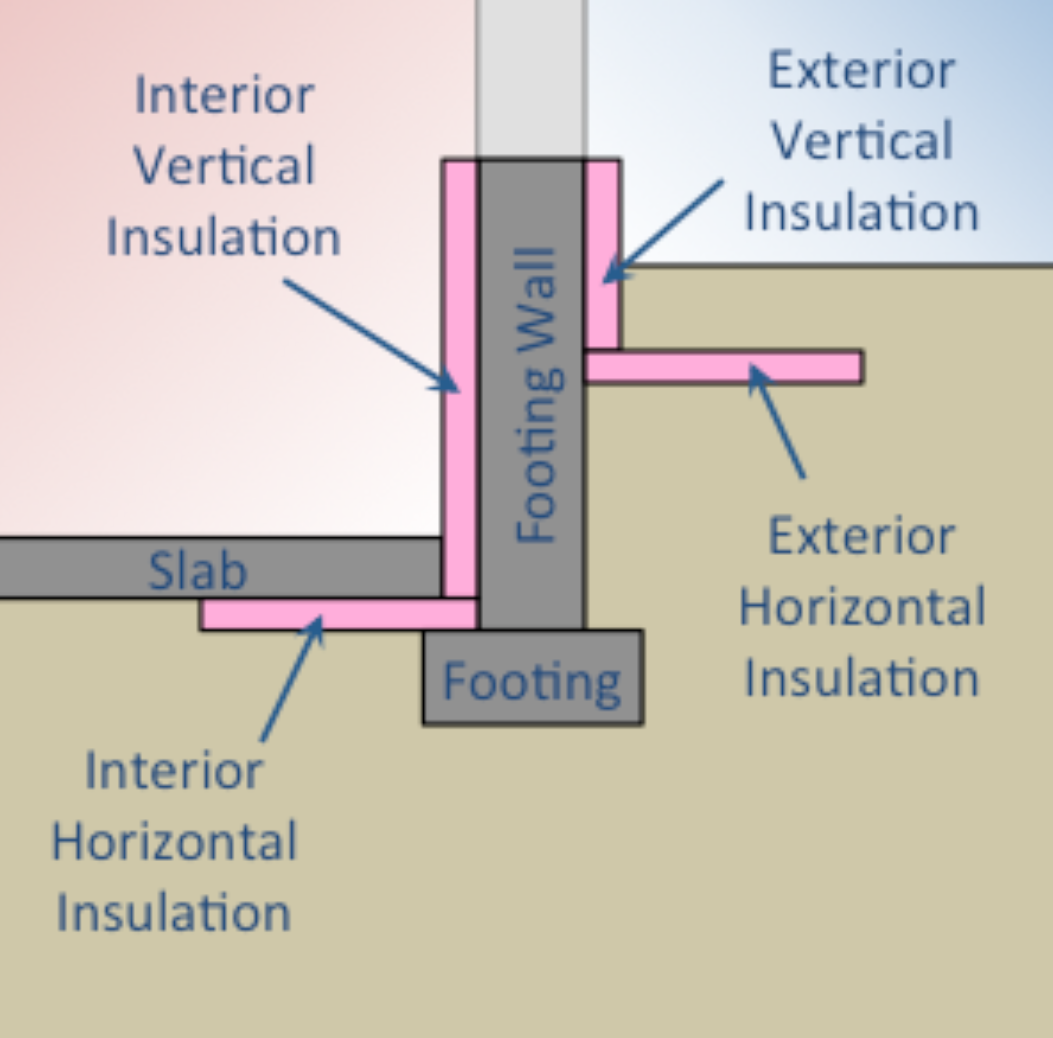 Interior
Vertical
Insulation
Exterior
Vertical
Insulation
Footing Wall
Slab
Footing
Exterior
Horizontal
Insulation
Interior
Horizontal
Insulation